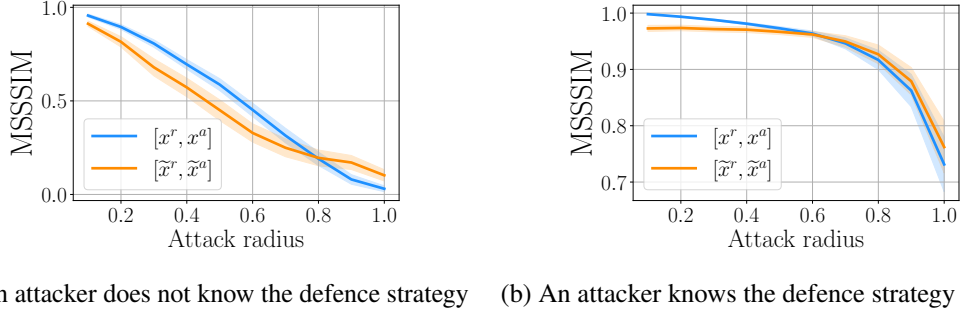 1.0
0.5
0.0
MSSSIM
[x^r, x^a]
[x̃^r, x̃^a]
0.2 0.4 0.6 0.8 1.0
Attack radius
attacker does not know the defence strategy
1.0
0.9
0.8
0.7
MSSSIM
[x^r, x^a]
[x̃^r, x̃^a]
0.2 0.4 0.6 0.8 1.0
Attack radius
(b) An attacker knows the defence strategy